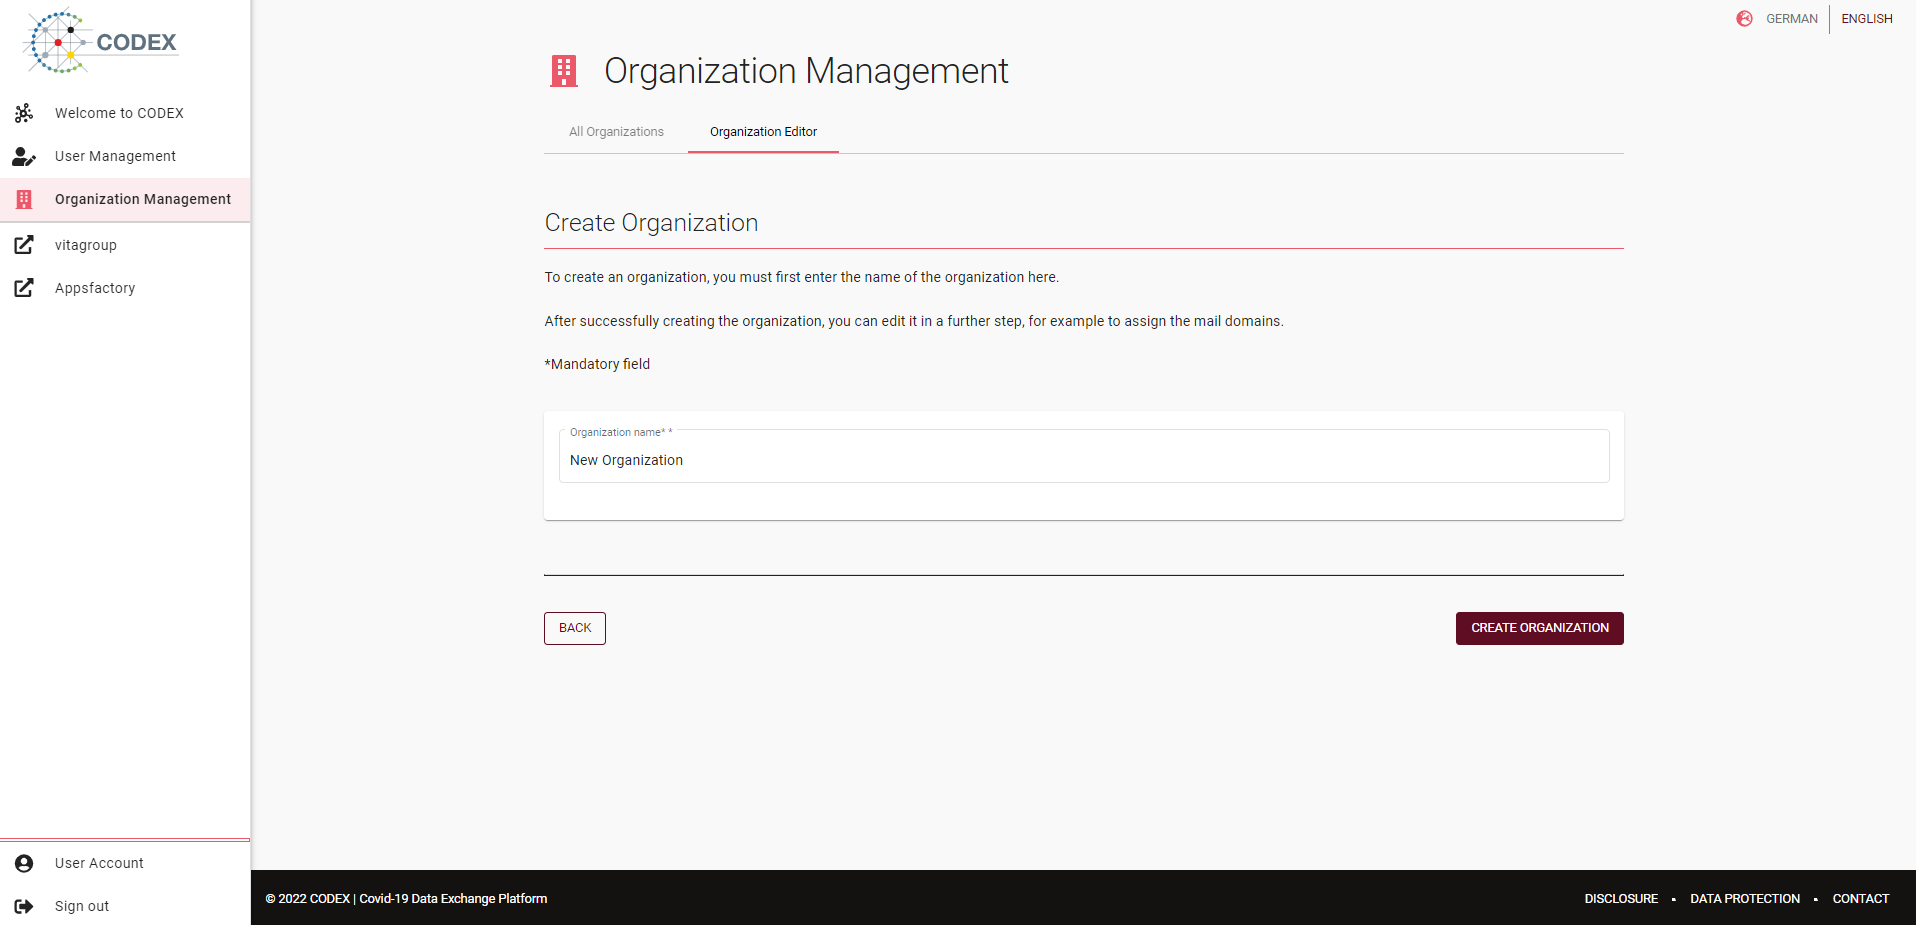 CODEX
Welcome to CODEX
User Management
Organization Management
vitagroup
Appsfactory
User Account
Sign out
GERMAN
ENGLISH
Organization Management
All Organizations
Organization Editor
Create Organization
To create an organization, you must first enter the name of the organization here.
After successfully creating the organization, you can edit it in a further step, for example to assign the mail domains.
*Mandatory field
Organization name* *
New Organization
BACK
CREATE ORGANIZATION
© 2022 CODEX | Covid-19 Data Exchange Platform
DISCLOSURE • DATA PROTECTION • CONTACT